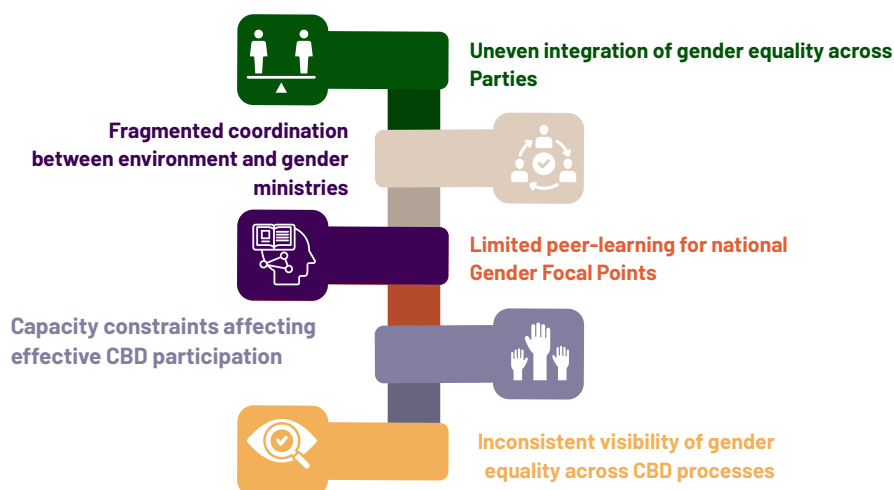 Uneven integration of gender equality across
Parties
Fragmented coordination
between environment and gender
ministries
Limited peer-learning for national
Gender Focal Points
Capacity constraints affecting
effective CBD participation
Inconsistent visibility of gender
equality across CBD processes